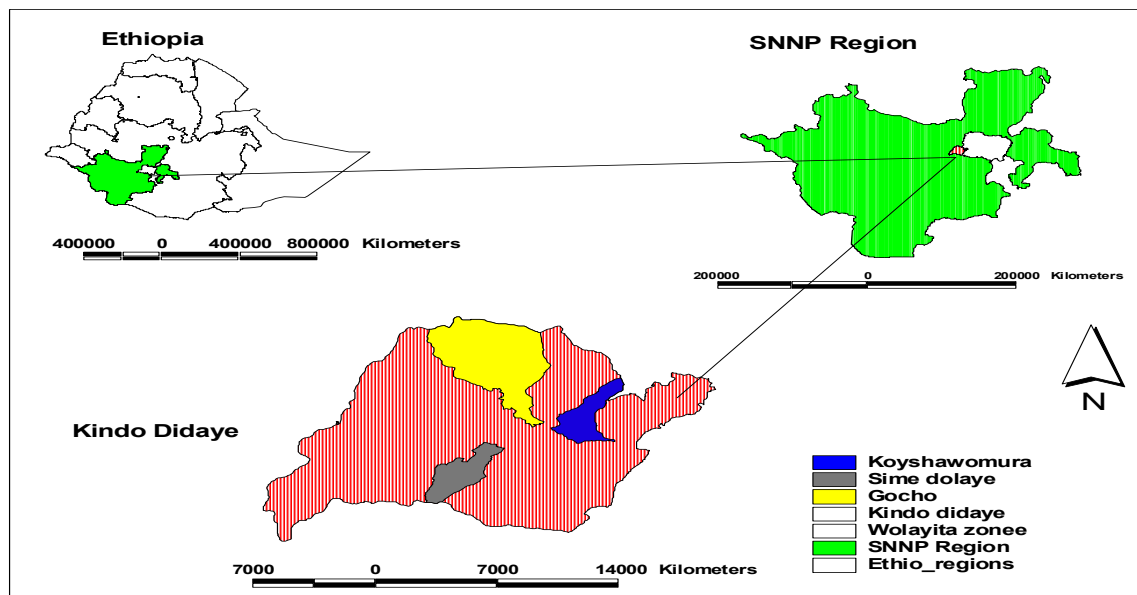 Ethiopia
SNNP Region
400000 0 400000 800000 Kilometers
200000 0 200000 Kilometers
N
Kindo Didaye
Koyshawomura
Sime dolaye
Gocho
Kindo didaye
Wolayita zonee
SNNP Region
Ethio_regions
7000 0 7000 14000 Kilometers